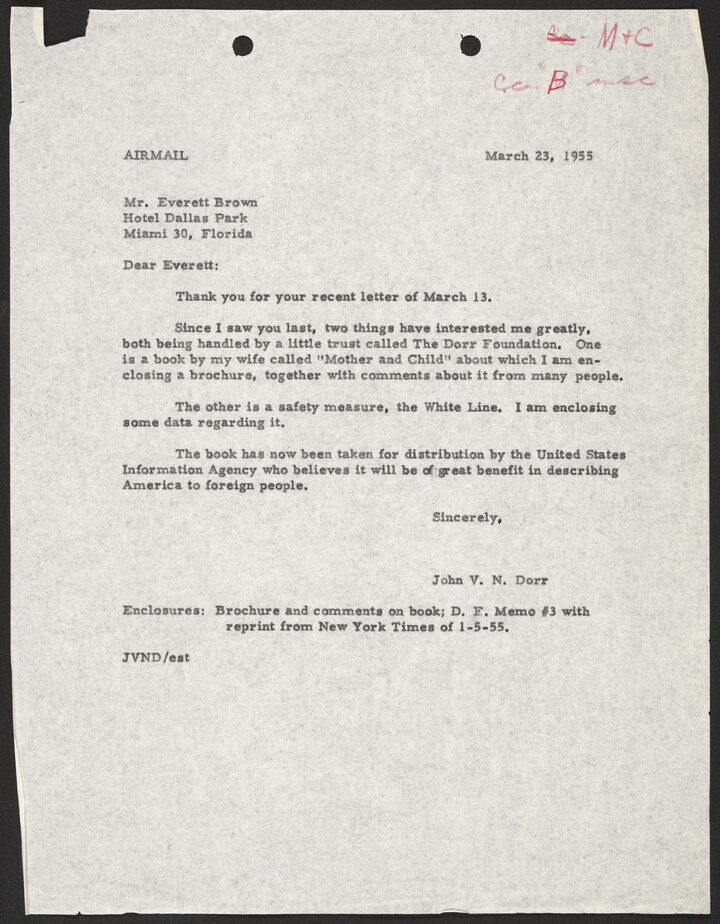 M+C
cc "B" misc
AIRMAIL March 23, 1955
Mr. Everett Brown
Hotel Dallas Park
Miami 30, Florida
Dear Everett:
Thank you for your recent letter of March 13.
Since I saw you last, two things have interested me greatly,
both being handled by a little trust called The Dorr Foundation. One
is a book by my wife called "Mother and Child" about which I am en-
closing a brochure, together with comments about it from many people.
The other is a safety measure, the White Line. I am enclosing
some data regarding it.
The book has now been taken for distribution by the United States
Information Agency who believes it will be of great benefit in describing
America to foreign people.
Sincerely,
John V. N. Dorr
Enclosures: Brochure and comments on book; D. F. Memo #3 with
reprint from New York Times of 1-5-55.
JVND/est